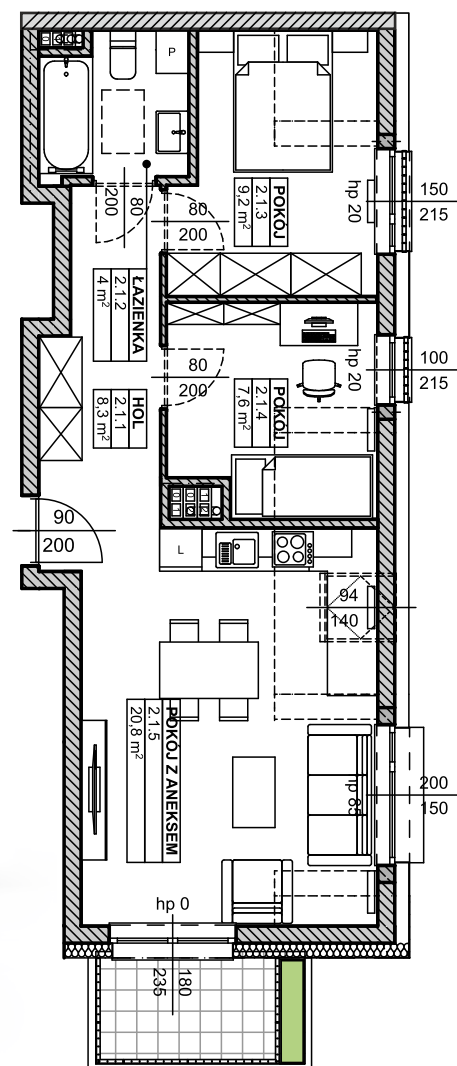 P
80
200
80
200
POKÓJ
2.1.3
9,2 m²
hp 20
150
215
ŁAZIENKA
2.1.2
4 m²
80
200
POKÓJ
2.1.4
7,6 m²
hp 20
100
215
HOL
2.1.1
8,3 m²
90
200
L
94
140
POKÓJ Z ANEKSEM
2.1.5
20,8 m²
hp 85
200
150
hp 0
180
235